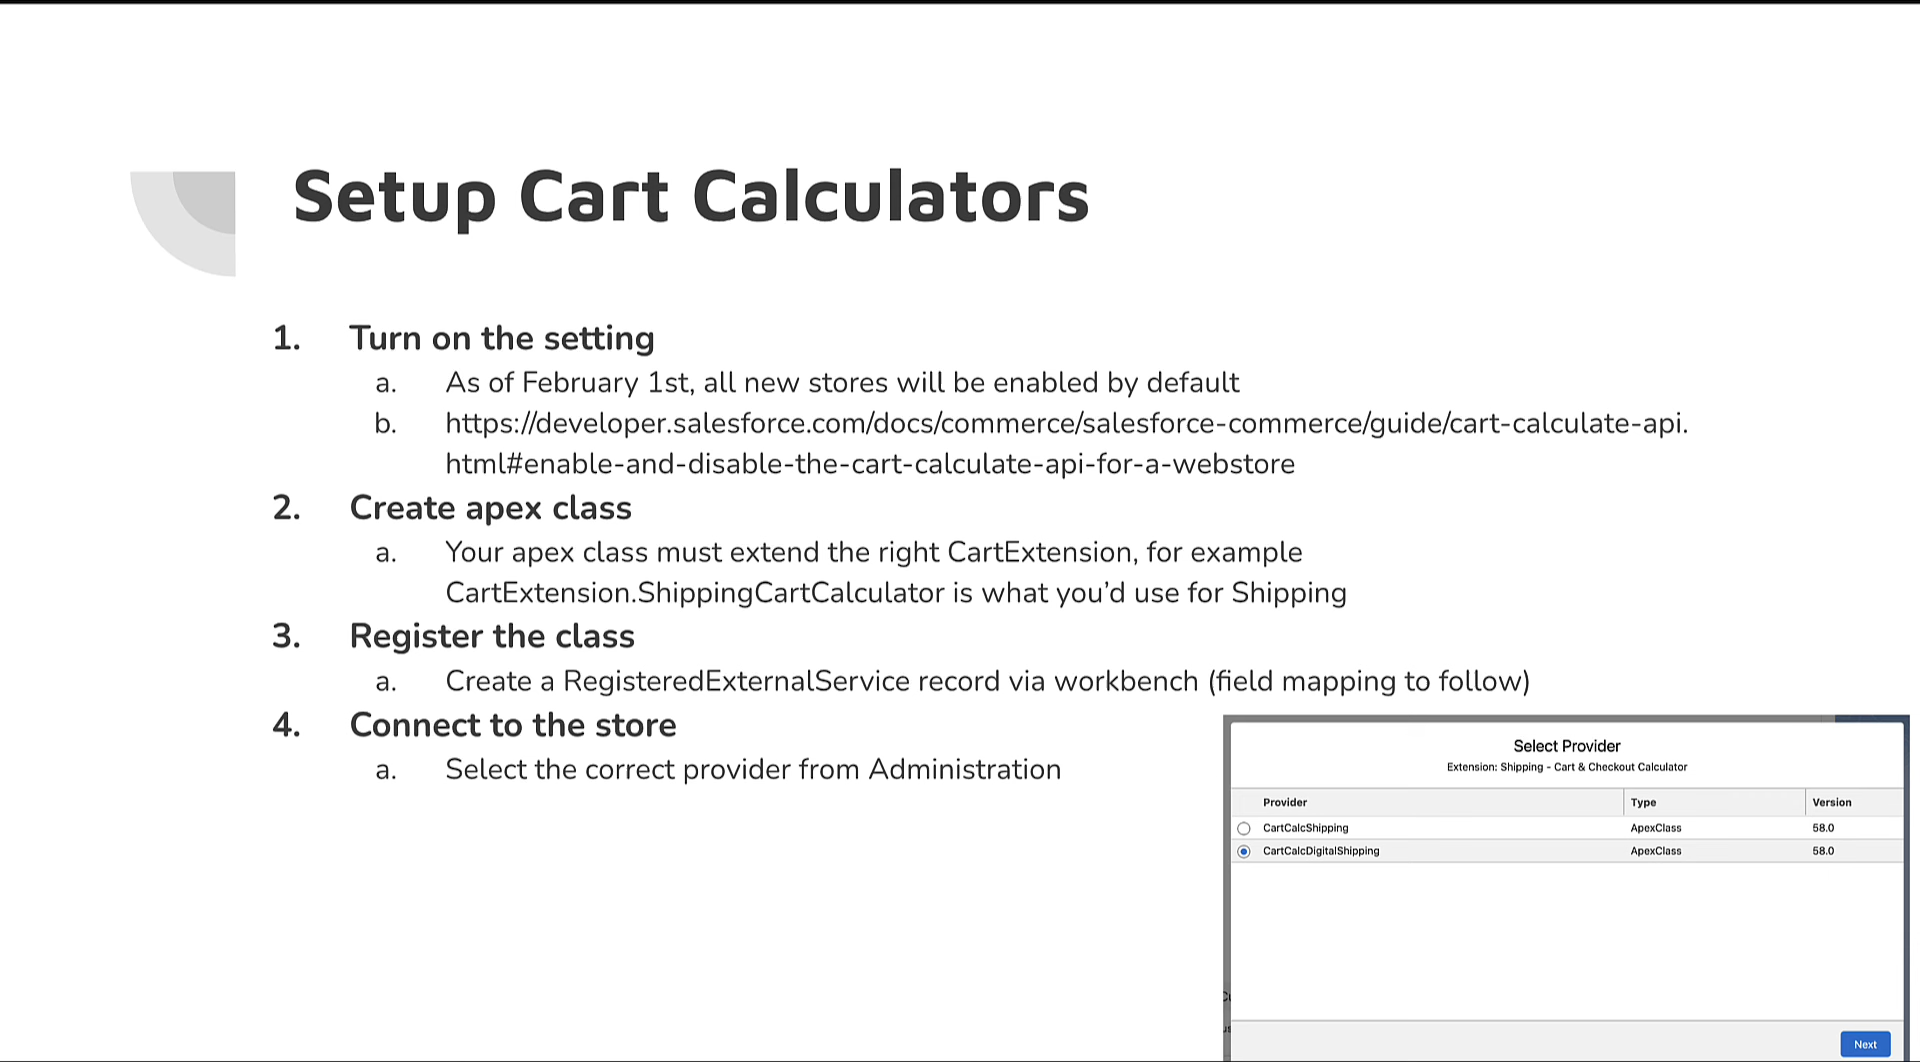 Setup Cart Calculators
1. Turn on the setting
a. As of February 1st, all new stores will be enabled by default
b. https://developer.salesforce.com/docs/commerce/salesforce-commerce/guide/cart-calculate-api.
html#enable-and-disable-the-cart-calculate-api-for-a-webstore
2. Create apex class
a. Your apex class must extend the right CartExtension, for example
CartExtension.ShippingCartCalculator is what you’d use for Shipping
3. Register the class
a. Create a RegisteredExternalService record via workbench (field mapping to follow)
4. Connect to the store
a. Select the correct provider from Administration
Select Provider
Extension: Shipping - Cart & Checkout Calculator
Provider Type Version
CartCalcShipping ApexClass 58.0
CartCalcDigitalShipping ApexClass 58.0
Next